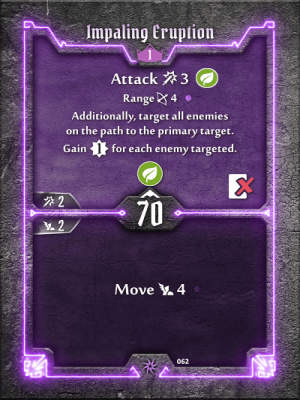 Impaling Eruption
1
Attack 3
Range 4
Additionally, target all enemies
on the path to the primary target.
Gain 1 for each enemy targeted.
2
70
2
Move 4
062